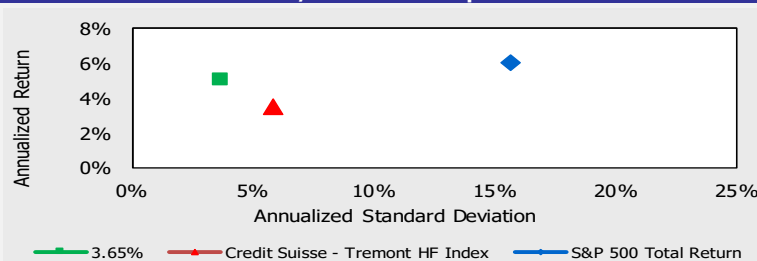 8%
6%
4%
2%
0%
Annualized Return
0% 5% 10% 15% 20% 25%
Annualized Standard Deviation
3.65% Credit Suisse - Tremont HF Index S&P 500 Total Return